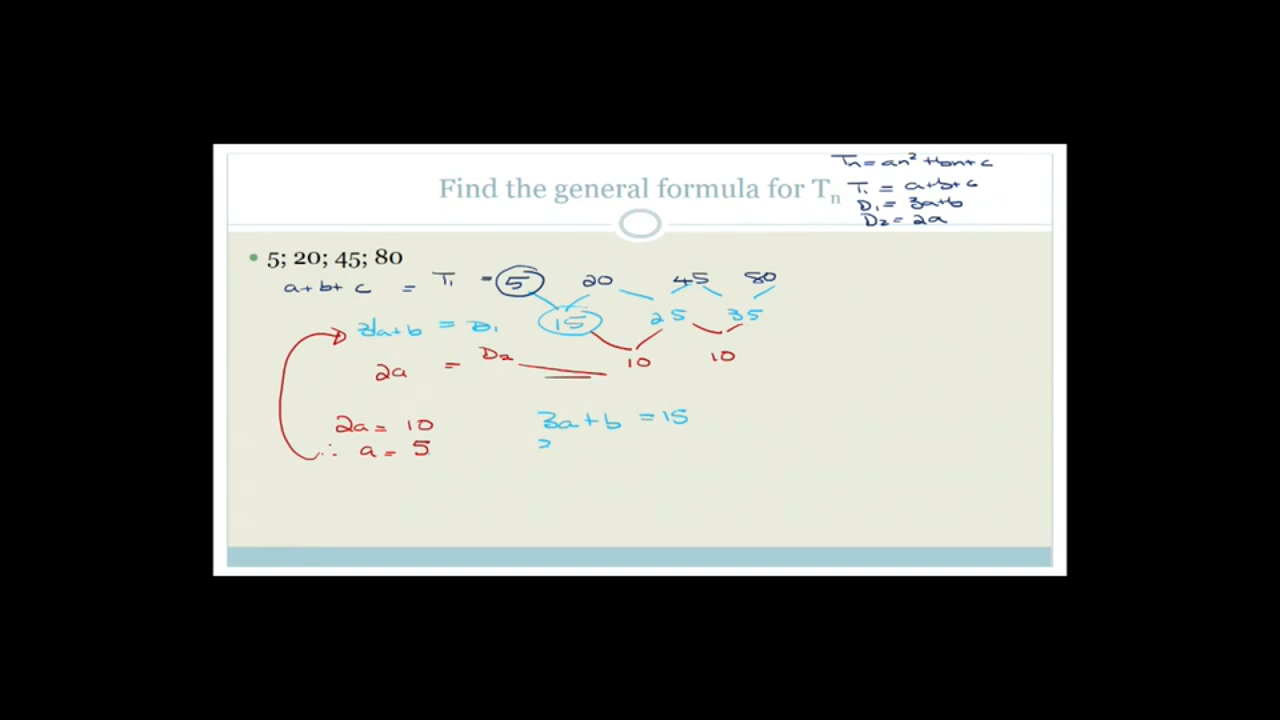 Tn = an² + bn + c
Find the general formula for Tn
T1 = a+b+c
D1 = 3a+b
D2 = 2a
5; 20; 45; 80
a+b+c = T1 = 5 20 45 80
3a+b = D1 15 25 35
2a = D2 10 10
2a = 10 3a+b = 15
∴ a = 5